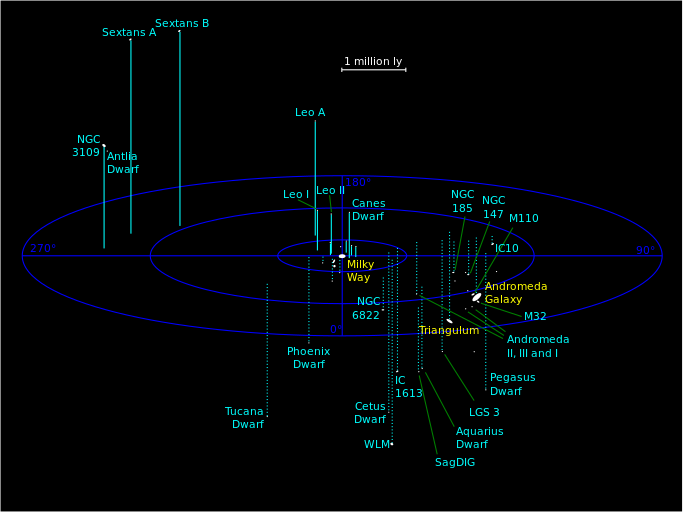 Sextans B
Sextans A
1 million ly
Leo A
NGC
3109
Antlia
Dwarf
180°
Leo I
Leo II
Canes
Dwarf
NGC
185
NGC
147
M110
270°
90°
IC10
Milky
Way
Andromeda
Galaxy
NGC
6822
M32
0°
Triangulum
Andromeda
II, III and I
Phoenix
Dwarf
IC
1613
Pegasus
Dwarf
Tucana
Dwarf
Cetus
Dwarf
LGS 3
Aquarius
Dwarf
WLM
SagDIG